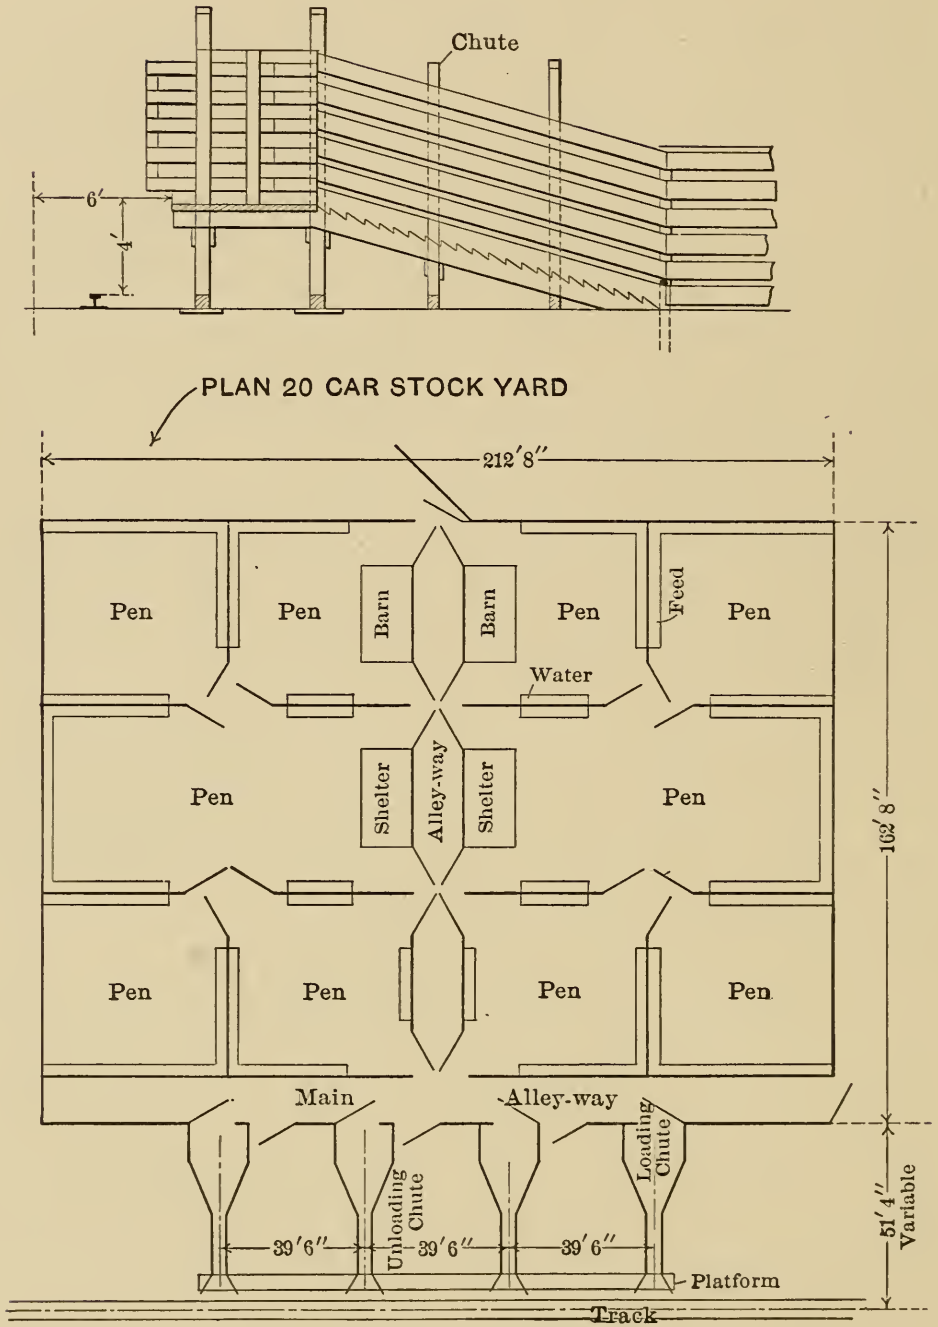 Chute
6′
4′
PLAN 20 CAR STOCK YARD
212′8″
Pen
Pen
Barn
Barn
Pen
Feed
Pen
Water
Pen
Shelter
Alley-way
Shelter
Pen
162′8″
Pen
Pen
Pen
Pen
Main Alley-way
Loading
Chute
Unloading
Chute
51′4″
Variable
39′6″
39′6″
39′6″
Platform
Track